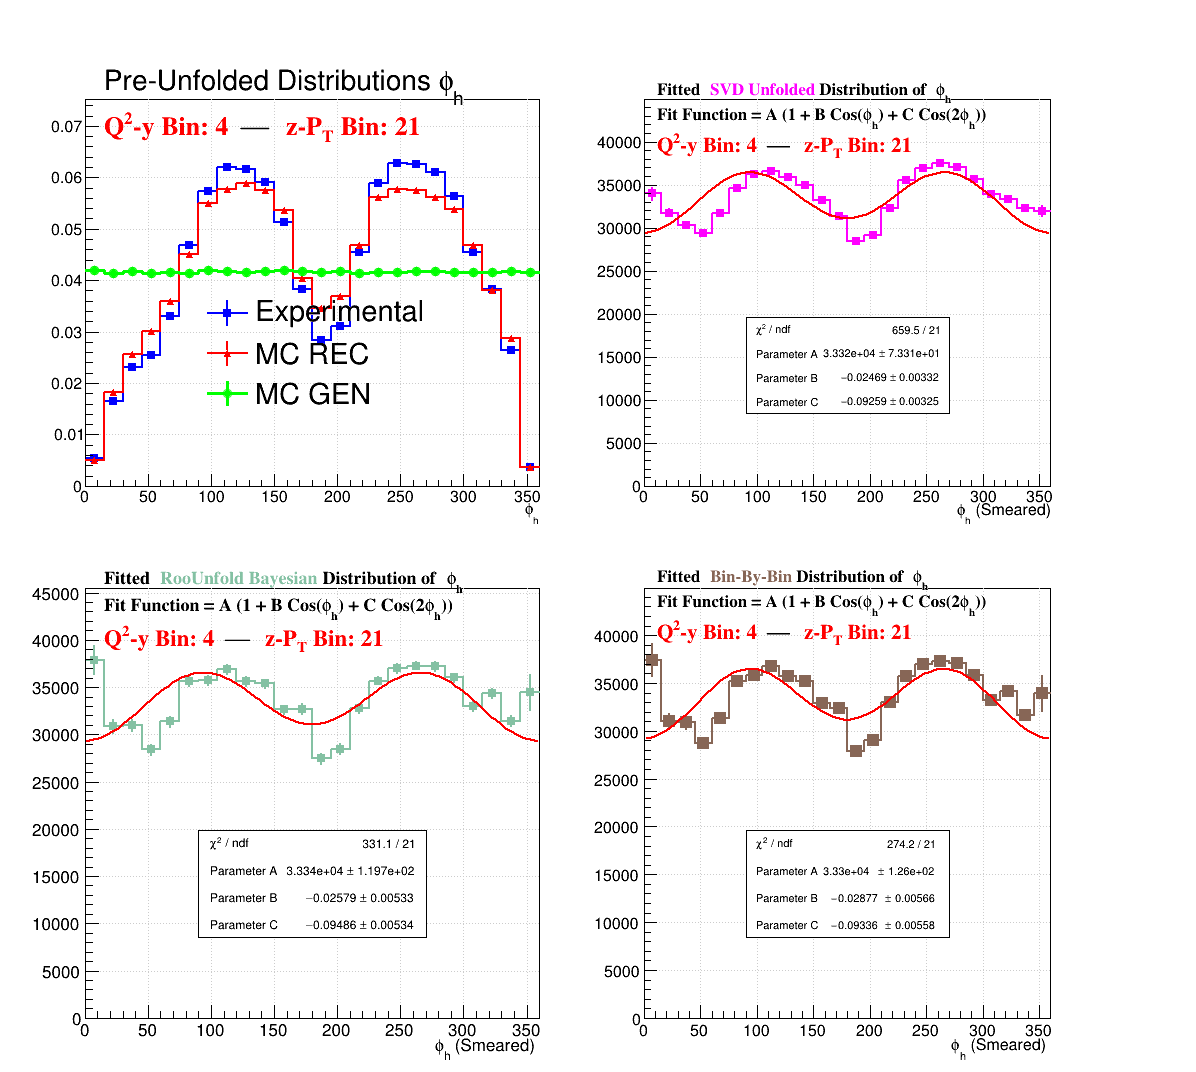 Pre-Unfolded Distributions ϕh
Q²-y Bin: 4 — z-PT Bin: 21
0.07
0.06
0.05
0.04
0.03
0.02
0.01
0
Experimental
MC REC
MC GEN
0 50 100 150 200 250 300 350
ϕh
Fitted SVD Unfolded Distribution of ϕh
Fit Function = A (1 + B Cos(ϕh) + C Cos(2ϕh))
Q²-y Bin: 4 — z-PT Bin: 21
40000
35000
30000
25000
20000
15000
10000
5000
0
χ² / ndf 659.5 / 21
Parameter A 3.332e+04 ± 7.331e+01
Parameter B −0.02469 ± 0.00332
Parameter C −0.09259 ± 0.00325
0 50 100 150 200 250 300 350
ϕh (Smeared)
Fitted RooUnfold Bayesian Distribution of ϕh
Fit Function = A (1 + B Cos(ϕh) + C Cos(2ϕh))
Q²-y Bin: 4 — z-PT Bin: 21
45000
40000
35000
30000
25000
20000
15000
10000
5000
0
χ² / ndf 331.1 / 21
Parameter A 3.334e+04 ± 1.197e+02
Parameter B −0.02579 ± 0.00533
Parameter C −0.09486 ± 0.00534
0 50 100 150 200 250 300 350
ϕh (Smeared)
Fitted Bin-By-Bin Distribution of ϕh
Fit Function = A (1 + B Cos(ϕh) + C Cos(2ϕh))
Q²-y Bin: 4 — z-PT Bin: 21
40000
35000
30000
25000
20000
15000
10000
5000
0
χ² / ndf 274.2 / 21
Parameter A 3.33e+04 ± 1.26e+02
Parameter B −0.02877 ± 0.00566
Parameter C −0.09336 ± 0.00558
0 50 100 150 200 250 300 350
ϕh (Smeared)